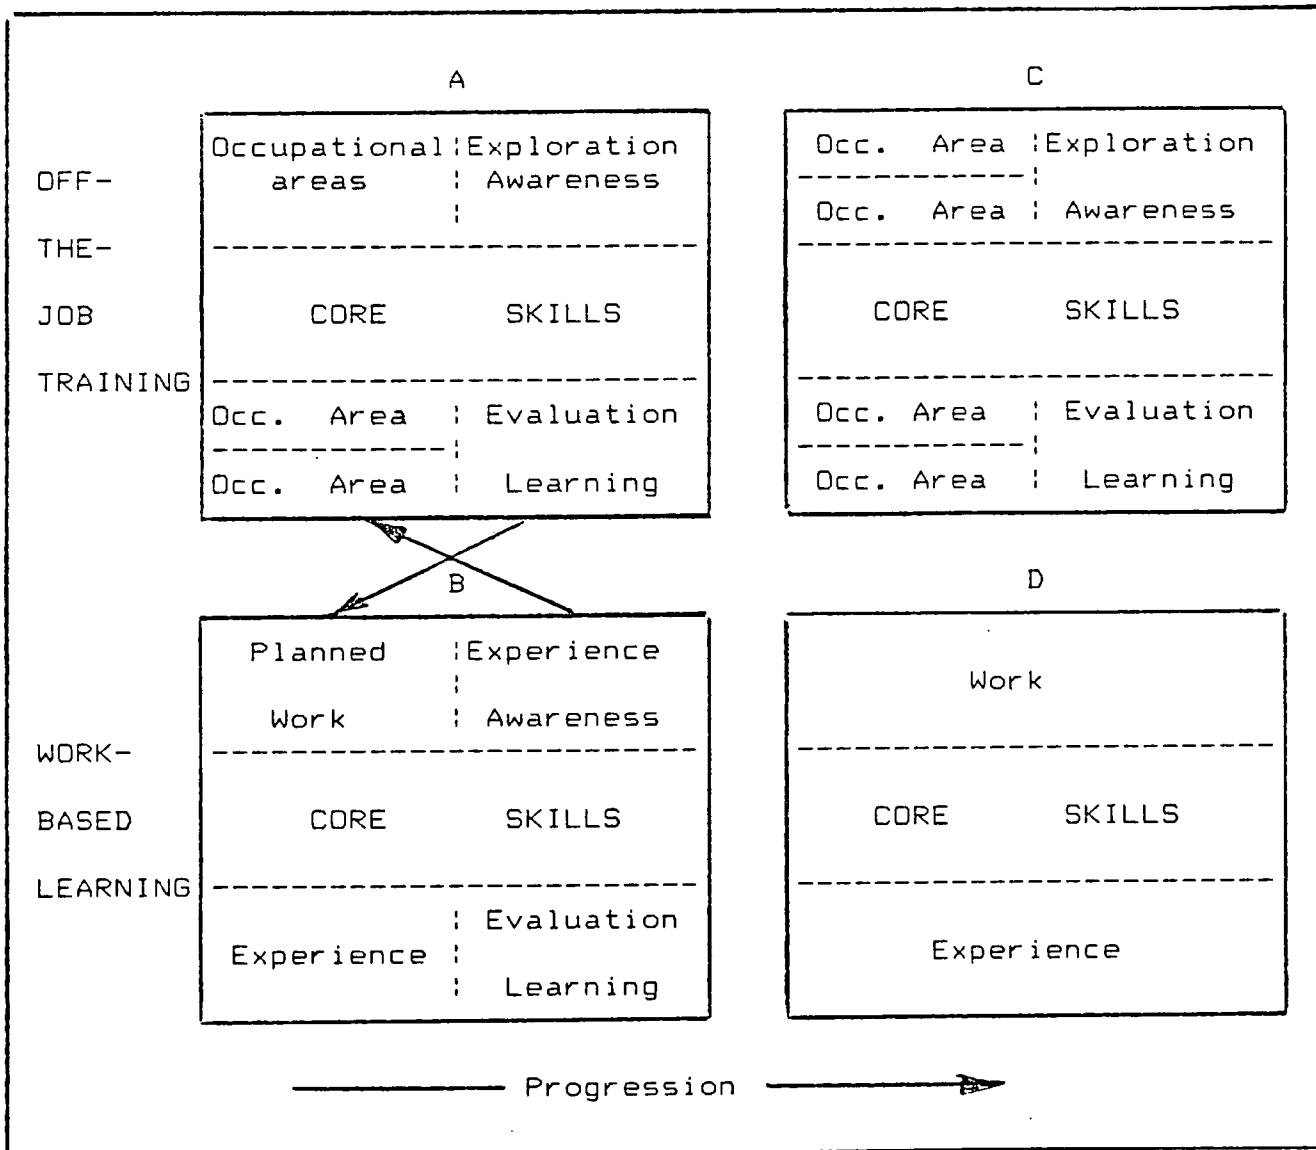 A C
Occupational Exploration Occ. Area Exploration
OFF- areas Awareness
Occ. Area Awareness
THE-
JOB CORE SKILLS CORE SKILLS
TRAINING
Occ. Area Evaluation Occ. Area Evaluation
Occ. Area Learning Occ. Area Learning
B D
Planned Experience
Work
Work Awareness
WORK-
BASED CORE SKILLS CORE SKILLS
LEARNING
Evaluation
Experience Experience
Learning
Progression